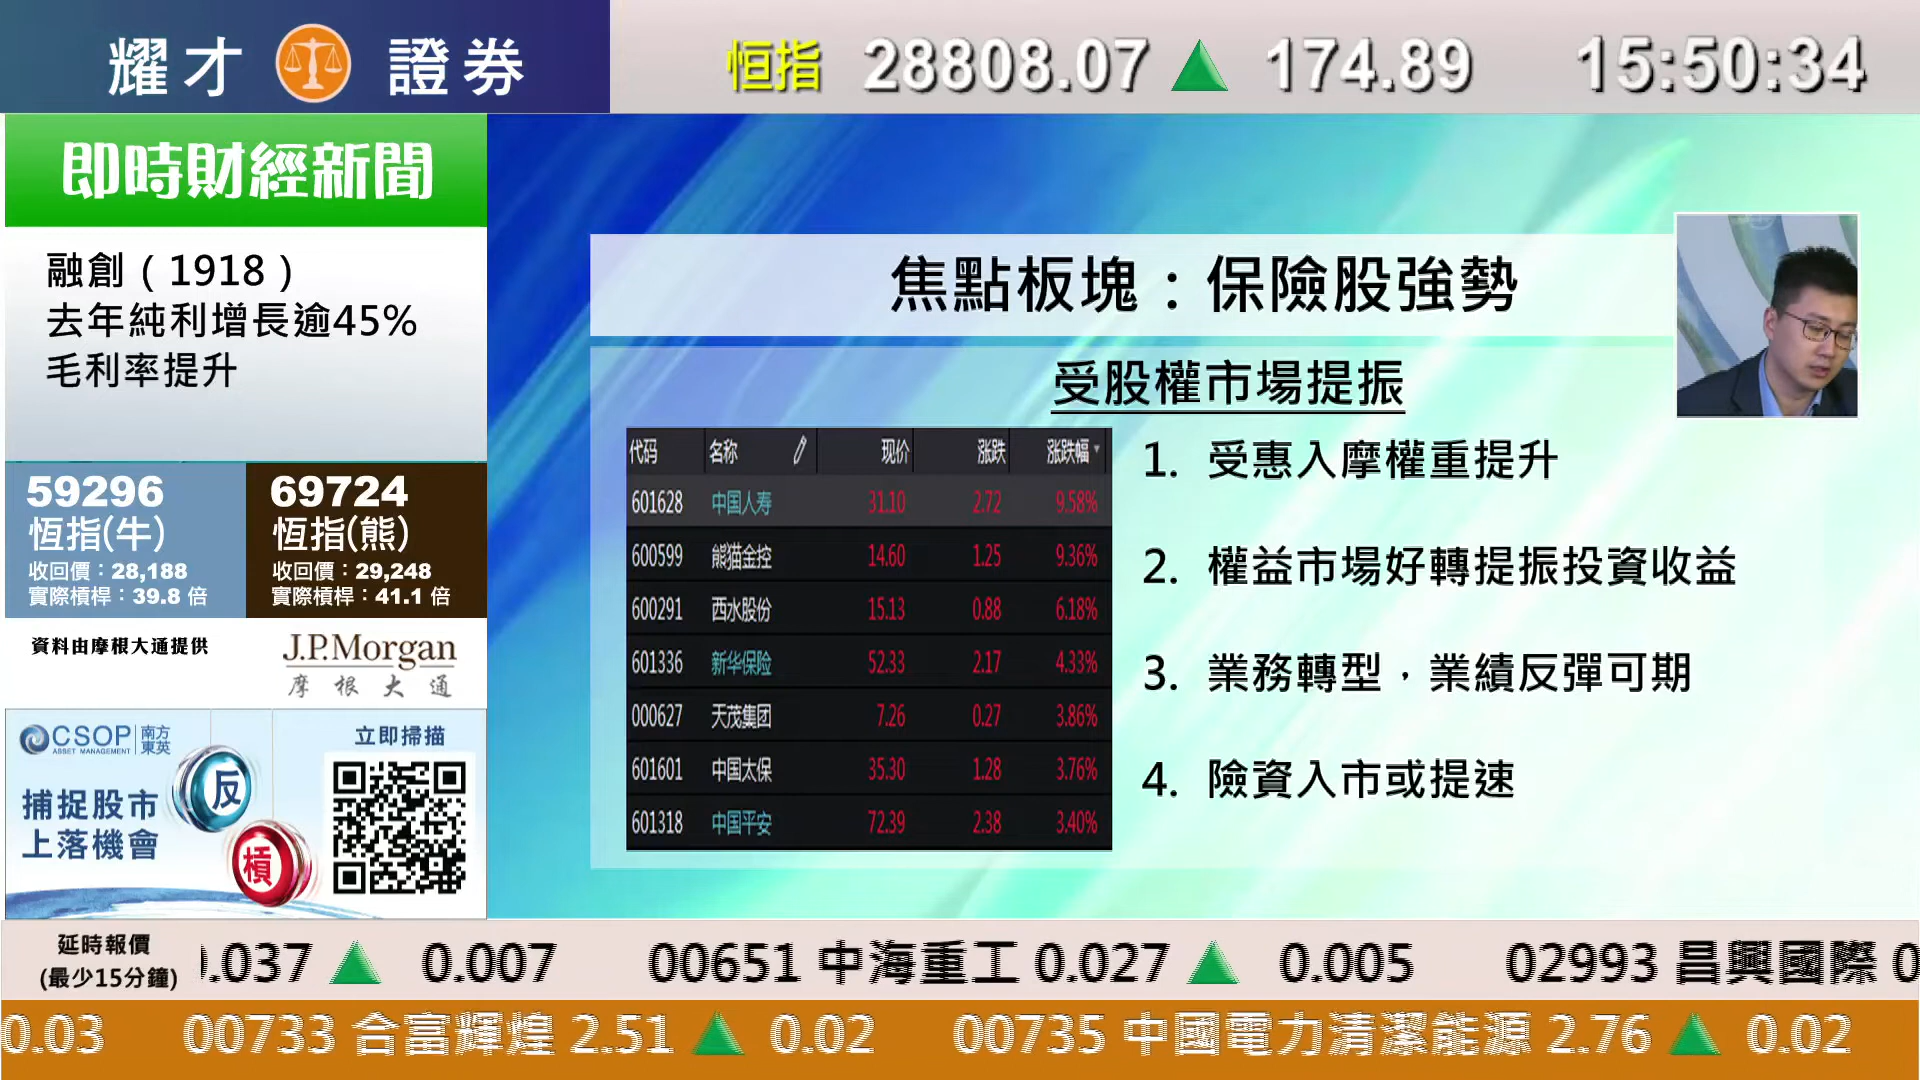 耀才 證券
恒指 28808.07 ▲ 174.89 15:50:34
即時財經新聞
融創（1918）
去年純利增長逾45%
毛利率提升
59296
恆指(牛)
收回價：28,188
實際槓桿：39.8 倍
69724
恆指(熊)
收回價：29,248
實際槓桿：41.1 倍
資料由摩根大通提供
J.P.Morgan
摩根大通
CSOP 南方東英
ASSET MANAGEMENT
捕捉股市
上落機會
反
槓
立即掃描
焦點板塊：保險股強勢
受股權市場提振
代码 名称 现价 涨跌 涨跌幅
601628 中国人寿 31.10 2.72 9.58%
600599 熊猫金控 14.60 1.25 9.36%
600291 西水股份 15.13 0.88 6.18%
601336 新华保险 52.33 2.17 4.33%
000627 天茂集团 7.26 0.27 3.86%
601601 中国太保 35.30 1.28 3.76%
601318 中国平安 72.39 2.38 3.40%
1. 受惠入摩權重提升
2. 權益市場好轉提振投資收益
3. 業務轉型，業績反彈可期
4. 險資入市或提速
延時報價
(最少15分鐘)
.037 ▲ 0.007 00651 中海重工 0.027 ▲ 0.005 02993 昌興國際 0
0.03 00733 合富輝煌 2.51 ▲ 0.02 00735 中國電力清潔能源 2.76 ▲ 0.02